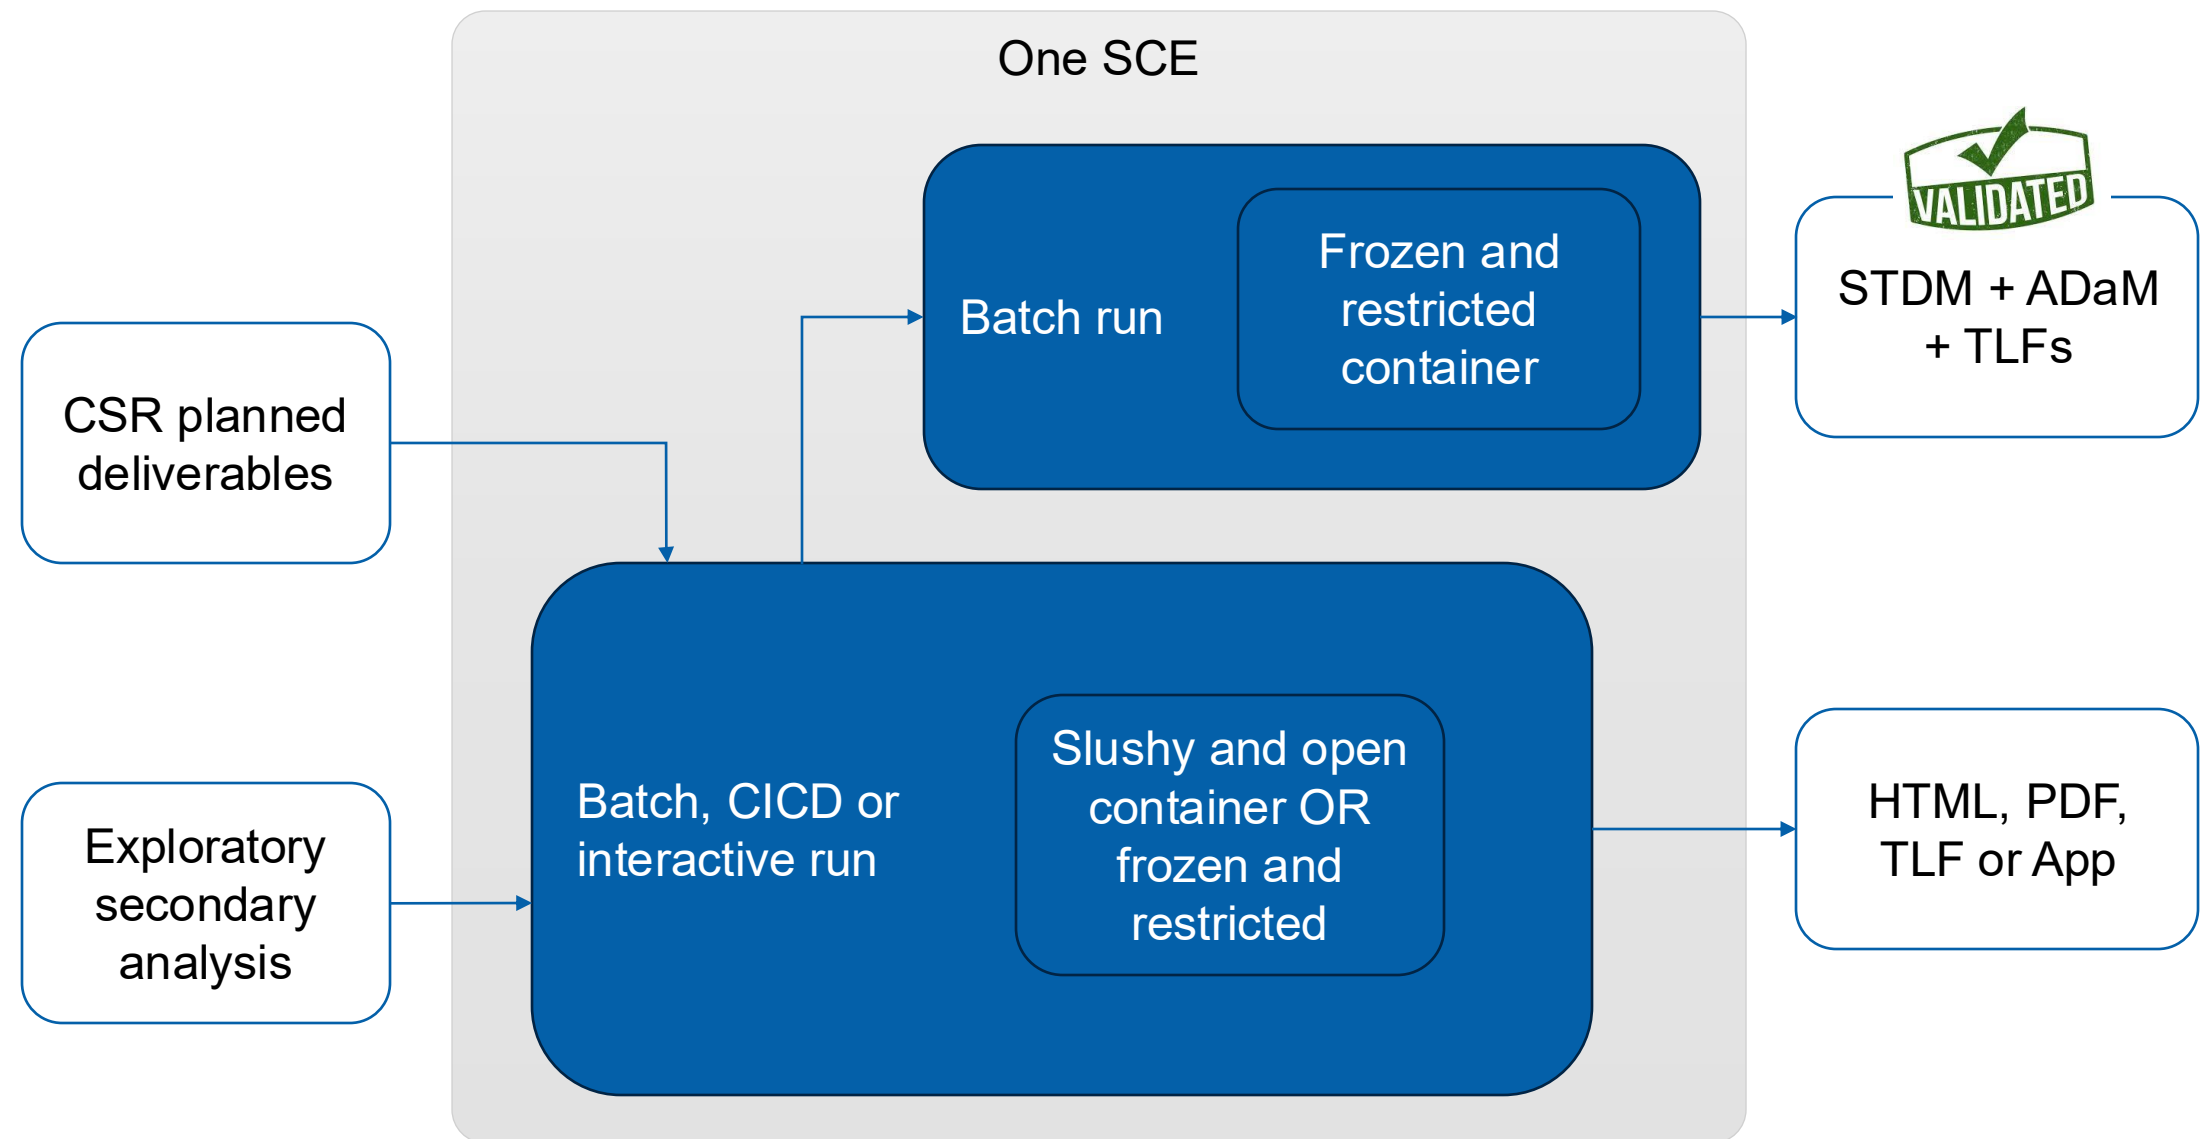 One SCE
VALIDATED
Batch run
Frozen and
restricted
container
STDM + ADaM
+ TLFs
CSR planned
deliverables
Batch, CICD or
interactive run
Slushy and open
container OR
frozen and
restricted
HTML, PDF,
TLF or App
Exploratory
secondary
analysis